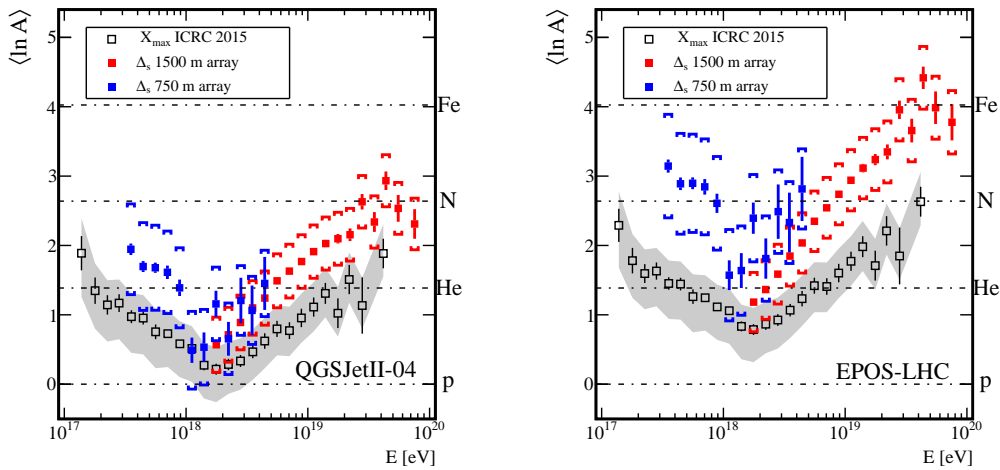 ⟨ln A⟩
5
4
3
2
1
0
X_max ICRC 2015
Δ_s 1500 m array
Δ_s 750 m array
Fe
N
He
p
QGSJetII-04
10^17
10^18
10^19
10^20
E [eV]
⟨ln A⟩
5
4
3
2
1
0
X_max ICRC 2015
Δ_s 1500 m array
Δ_s 750 m array
Fe
N
He
p
EPOS-LHC
10^17
10^18
10^19
10^20
E [eV]